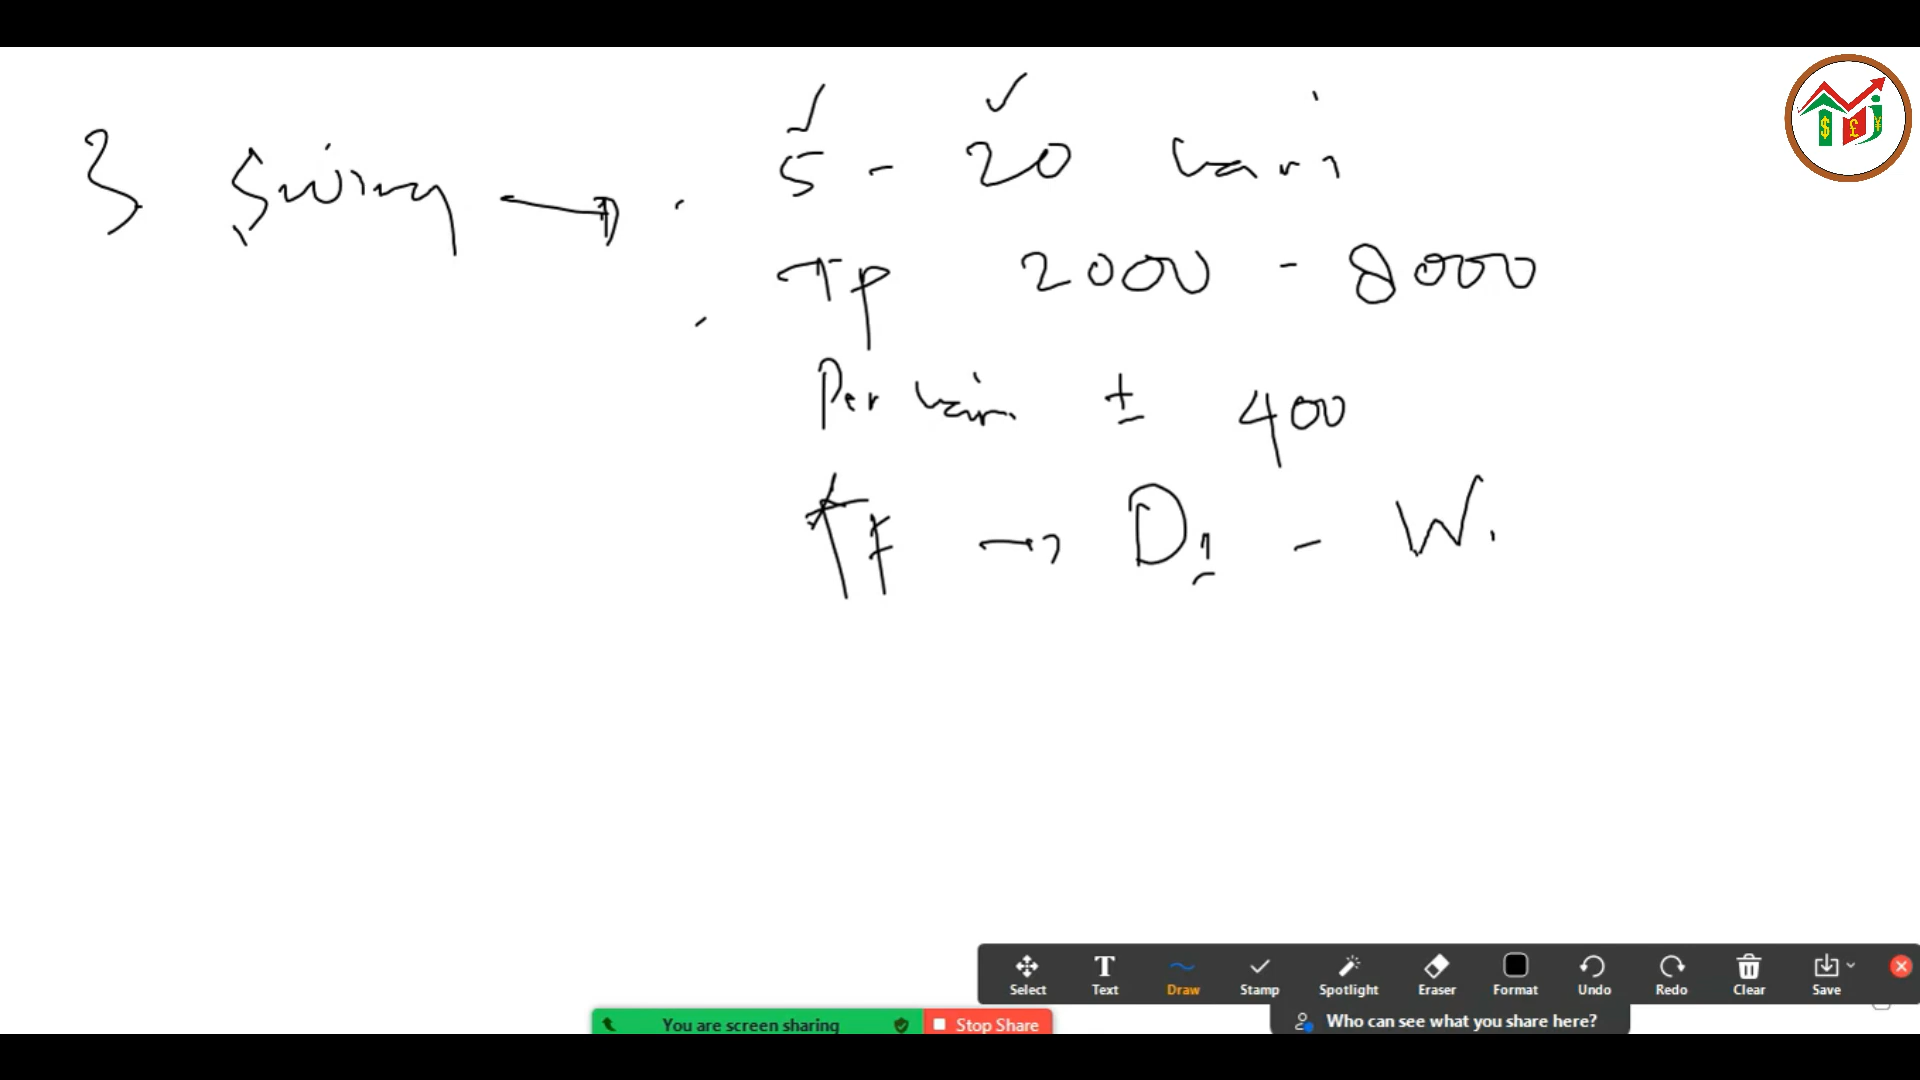 3 Swing → 5 - 20 hari
Tp 2000 - 8000
Per hari ± 400
Tf → D1 - W.
Select Text Draw Stamp Spotlight Eraser Format Undo Redo Clear Save
You are screen sharing Stop Share Who can see what you share here?